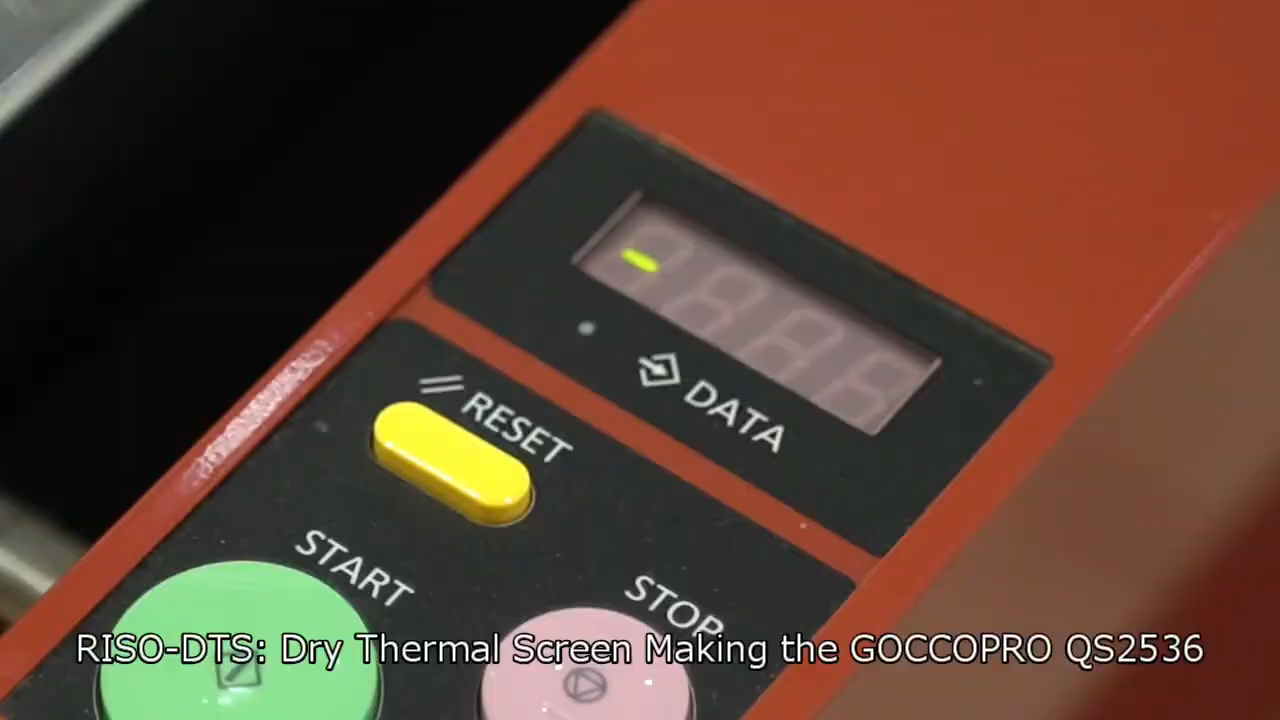 DATA
RESET
START
STOP
RISO-DTS: Dry Thermal Screen Making the GOCCOPRO QS2536